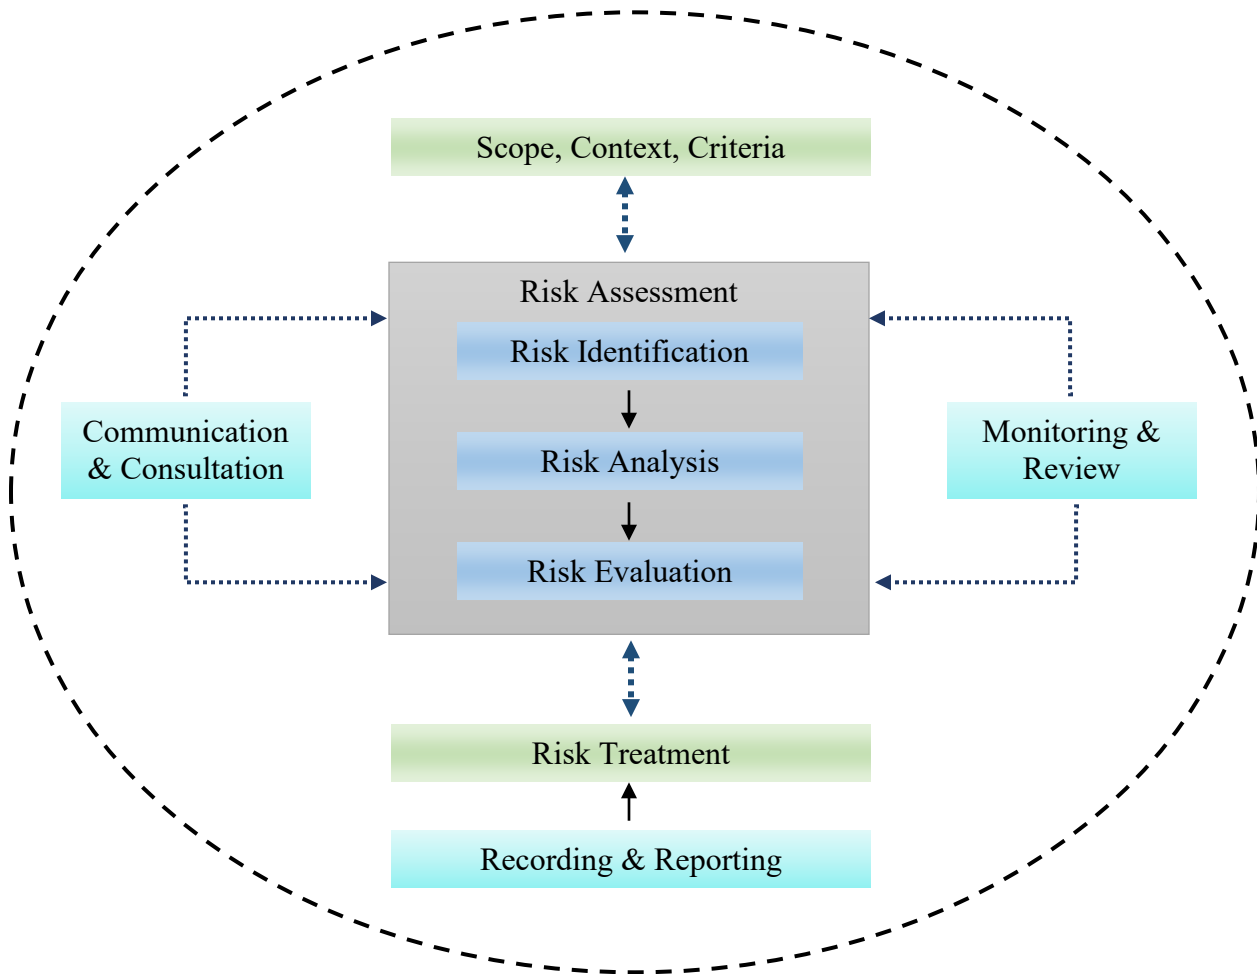 Scope, Context, Criteria
Risk Assessment
Risk Identification
Risk Analysis
Risk Evaluation
Communication
& Consultation
Monitoring &
Review
Risk Treatment
Recording & Reporting